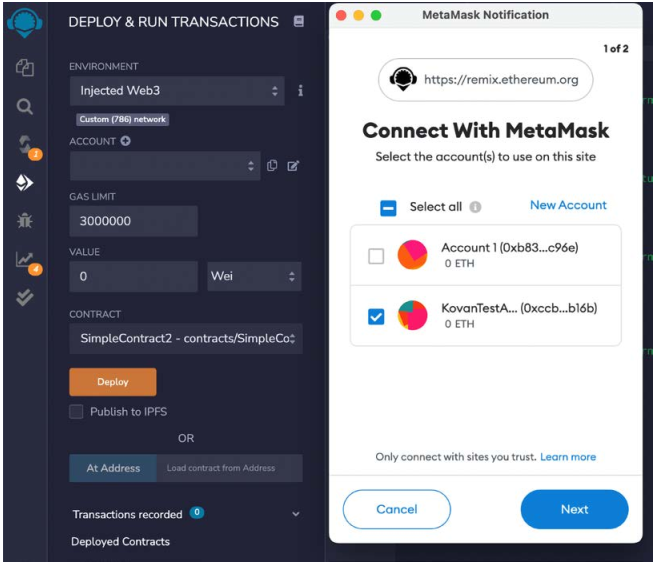 DEPLOY & RUN TRANSACTIONS
ENVIRONMENT
Injected Web3
i
Custom (786) network
ACCOUNT
GAS LIMIT
3000000
VALUE
0 Wei
CONTRACT
SimpleContract2 - contracts/SimpleCo
Deploy
Publish to IPFS
OR
At Address Load contract from Address
Transactions recorded 0
Deployed Contracts
1
4
MetaMask Notification
1 of 2
https://remix.ethereum.org
Connect With MetaMask
Select the account(s) to use on this site
Select all i New Account
Account 1 (0xb83...c96e)
0 ETH
KovanTestA... (0xccb...b16b)
0 ETH
Only connect with sites you trust. Learn more
Cancel Next